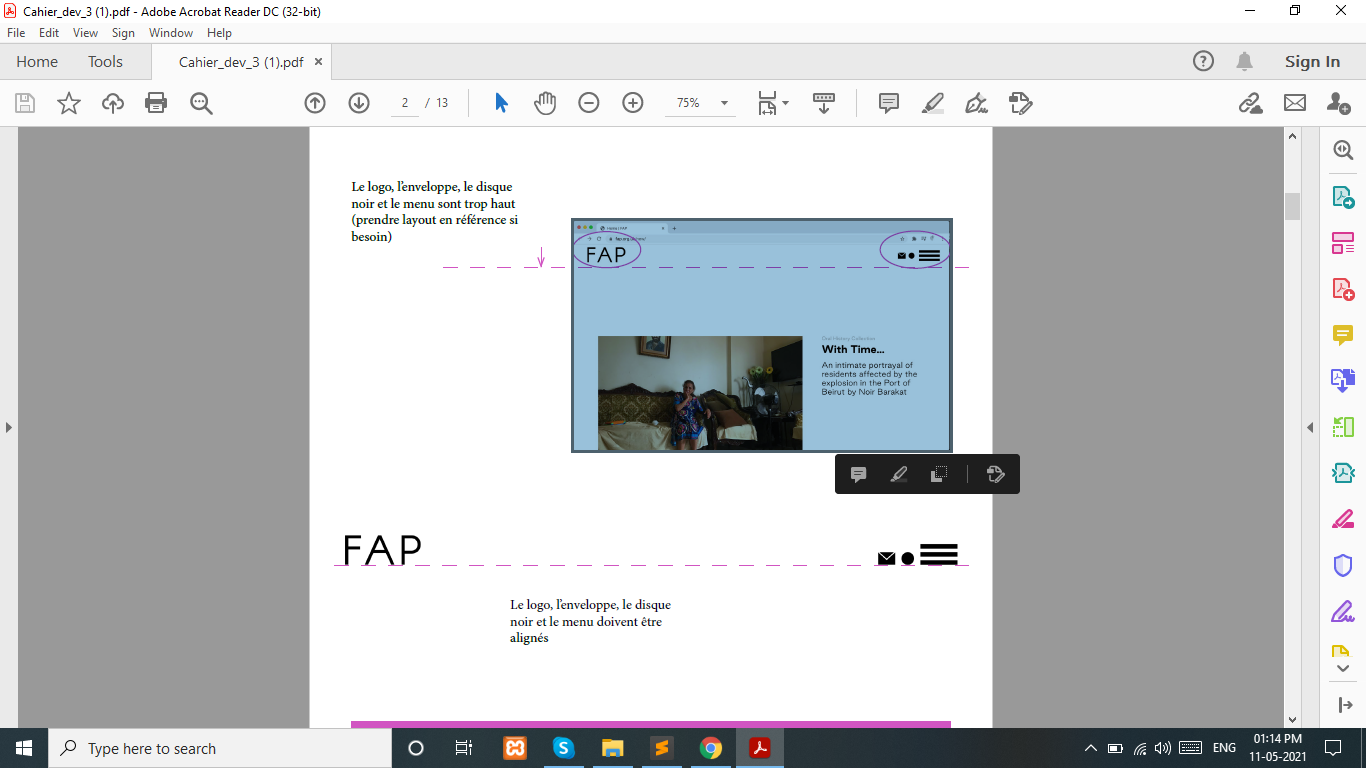 Cahier_dev_3 (1).pdf - Adobe Acrobat Reader DC (32-bit)
File Edit View Sign Window Help
Home Tools Cahier_dev_3 (1).pdf × Sign In
2 / 13 75%
Le logo, l'enveloppe, le disque
noir et le menu sont trop haut
(prendre layout en référence si
besoin)
Home / FAP
FAP
With Time...
An intimate portrayal of
residents affected by the
explosion in the Port of
Beirut by Noir Barakat
FAP
Le logo, l'enveloppe, le disque
noir et le menu doivent être
alignés
Type here to search
ENG
01:14 PM
11-05-2021